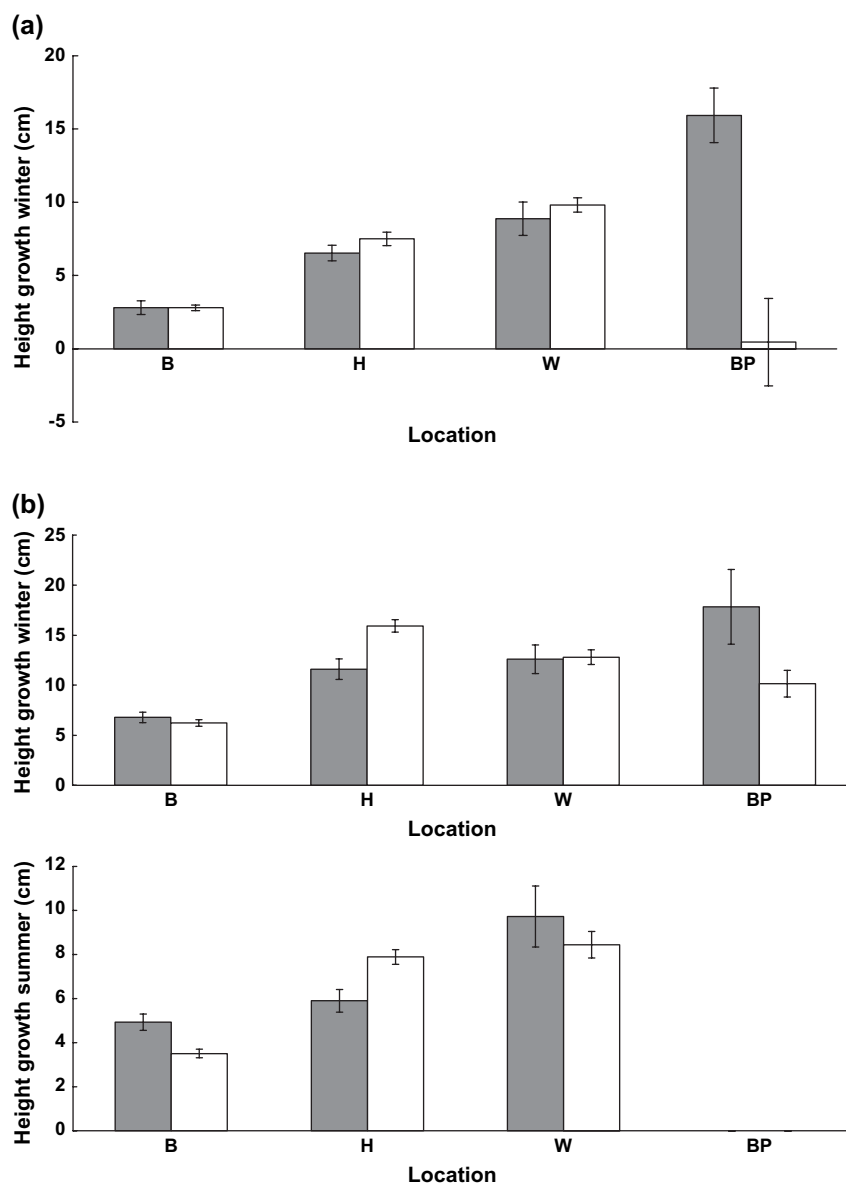 (a)
Height growth winter (cm)
20
15
10
5
0
-5
B H W BP
Location
(b)
Height growth winter (cm)
25
20
15
10
5
0
B H W BP
Location
Height growth summer (cm)
12
10
8
6
4
2
0
B H W BP
Location